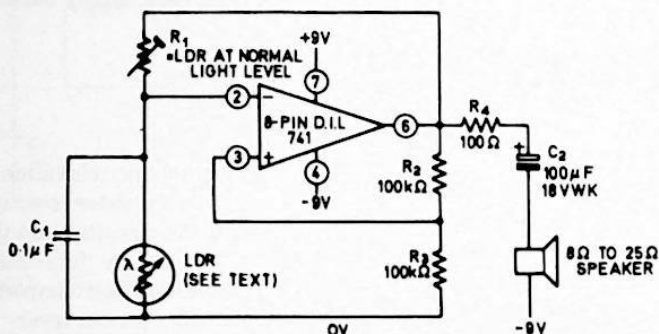 R1
=LDR AT NORMAL
LIGHT LEVEL
+9V
7
2
−
8-PIN D.I.L
741
6
3
+
4
-9V
R4
100Ω
R2
100kΩ
+
C2
100µF
18VWK
C1
0·1µF
λ
LDR
(SEE TEXT)
R3
100kΩ
8Ω TO 25Ω
SPEAKER
0V
-9V